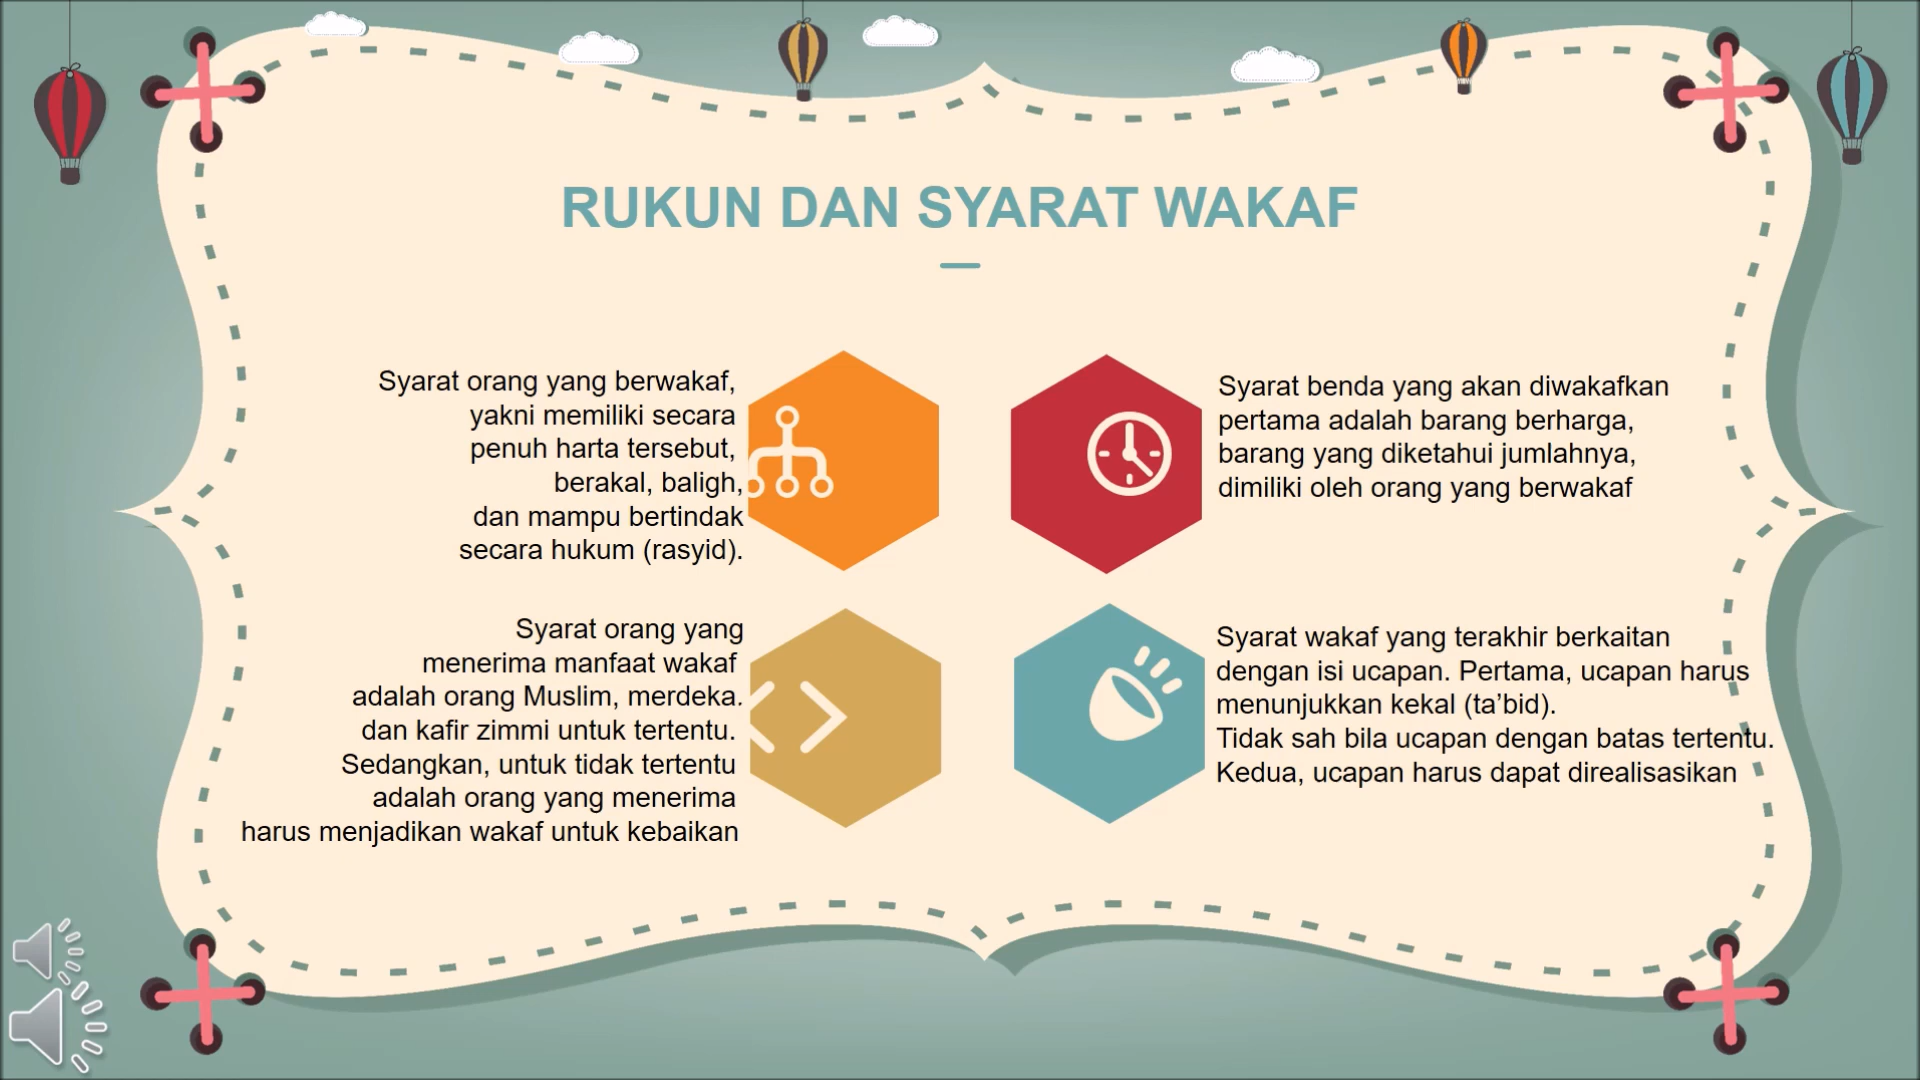 RUKUN DAN SYARAT WAKAF
Syarat orang yang berwakaf,
yakni memiliki secara
penuh harta tersebut,
berakal, baligh,
dan mampu bertindak
secara hukum (rasyid).
Syarat benda yang akan diwakafkan
pertama adalah barang berharga,
barang yang diketahui jumlahnya,
dimiliki oleh orang yang berwakaf
Syarat orang yang
menerima manfaat wakaf
adalah orang Muslim, merdeka.
dan kafir zimmi untuk tertentu.
Sedangkan, untuk tidak tertentu
adalah orang yang menerima
harus menjadikan wakaf untuk kebaikan
Syarat wakaf yang terakhir berkaitan
dengan isi ucapan. Pertama, ucapan harus
menunjukkan kekal (ta’bid).
Tidak sah bila ucapan dengan batas tertentu.
Kedua, ucapan harus dapat direalisasikan